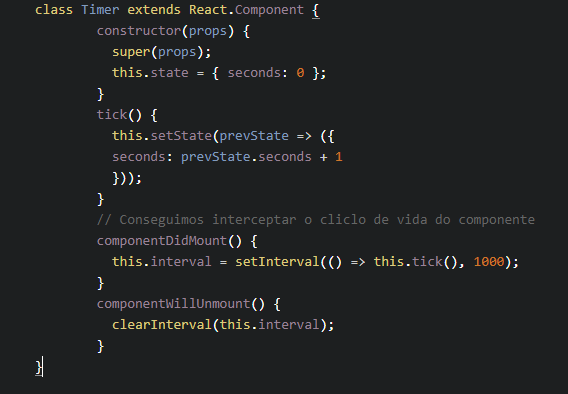 class Timer extends React.Component {
constructor(props) {
super(props);
this.state = { seconds: 0 };
}
tick() {
this.setState(prevState => ({
seconds: prevState.seconds + 1
}));
}
// Conseguimos interceptar o cliclo de vida do componente
componentDidMount() {
this.interval = setInterval(() => this.tick(), 1000);
}
componentWillUnmount() {
clearInterval(this.interval);
}
}